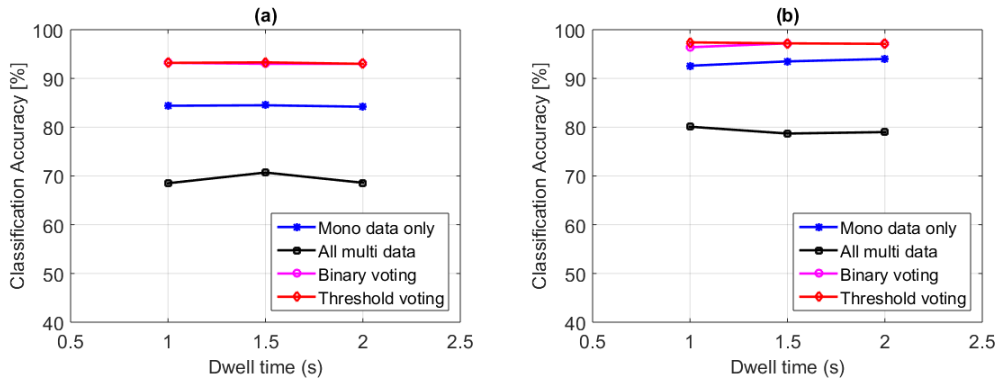 (a)
Classification Accuracy [%]
100
90
80
70
60
50
40
0.5 1 1.5 2 2.5
Dwell time (s)
Mono data only
All multi data
Binary voting
Threshold voting
(b)
Classification Accuracy [%]
100
90
80
70
60
50
40
0.5 1 1.5 2 2.5
Dwell time (s)
Mono data only
All multi data
Binary voting
Threshold voting